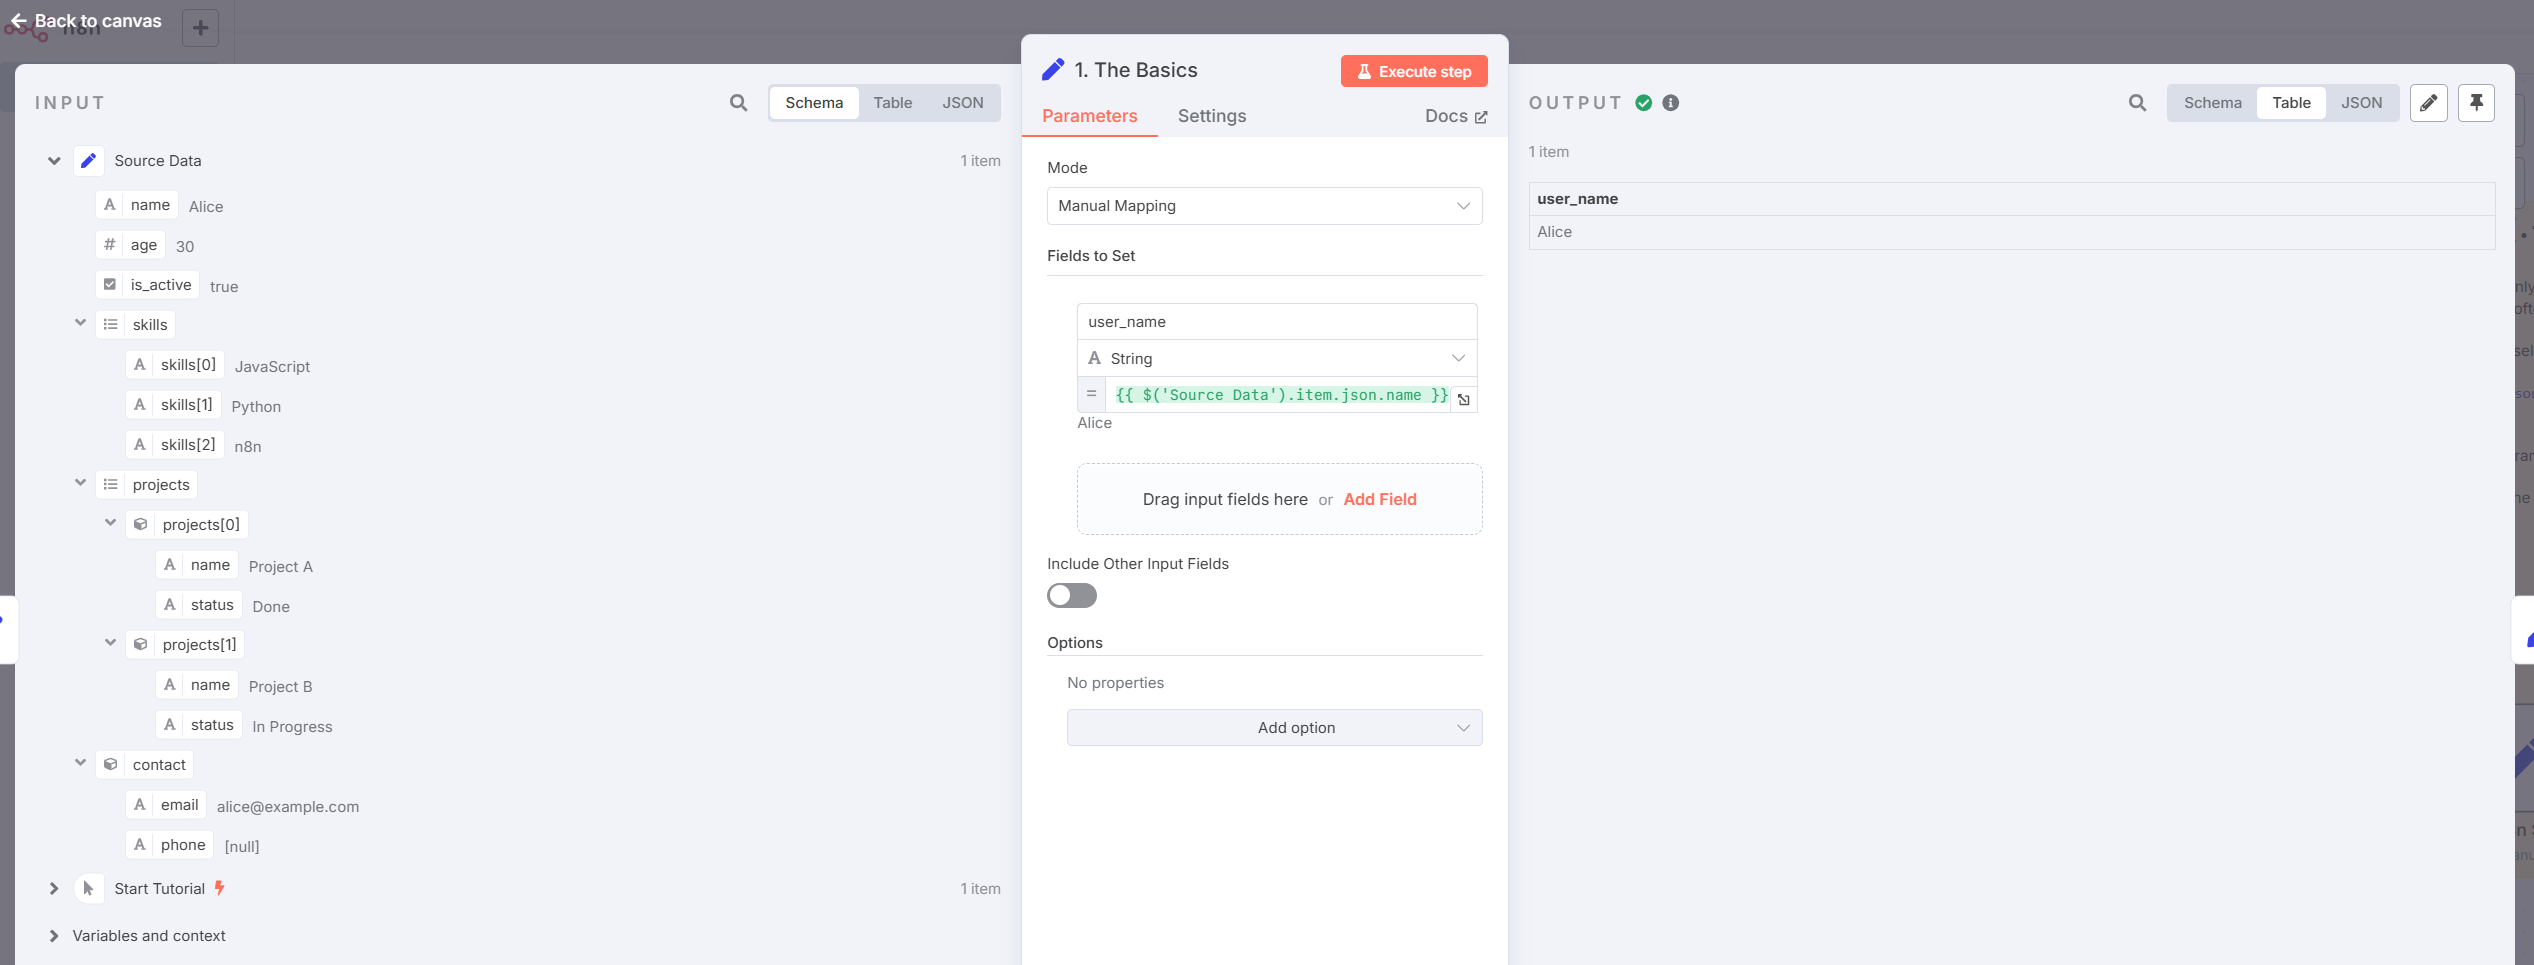 Back to canvas
n8n
INPUT
Schema
Table
JSON
Source Data
1 item
name Alice
age 30
is_active true
skills
skills[0] JavaScript
skills[1] Python
skills[2] n8n
projects
projects[0]
name Project A
status Done
projects[1]
name Project B
status In Progress
contact
email alice@example.com
phone [null]
Start Tutorial
1 item
Variables and context
1. The Basics
Execute step
Parameters
Settings
Docs
Mode
Manual Mapping
Fields to Set
user_name
String
= {{ $('Source Data').item.json.name }}
Alice
Drag input fields here or Add Field
Include Other Input Fields
Options
No properties
Add option
OUTPUT
Schema
Table
JSON
1 item
user_name
Alice